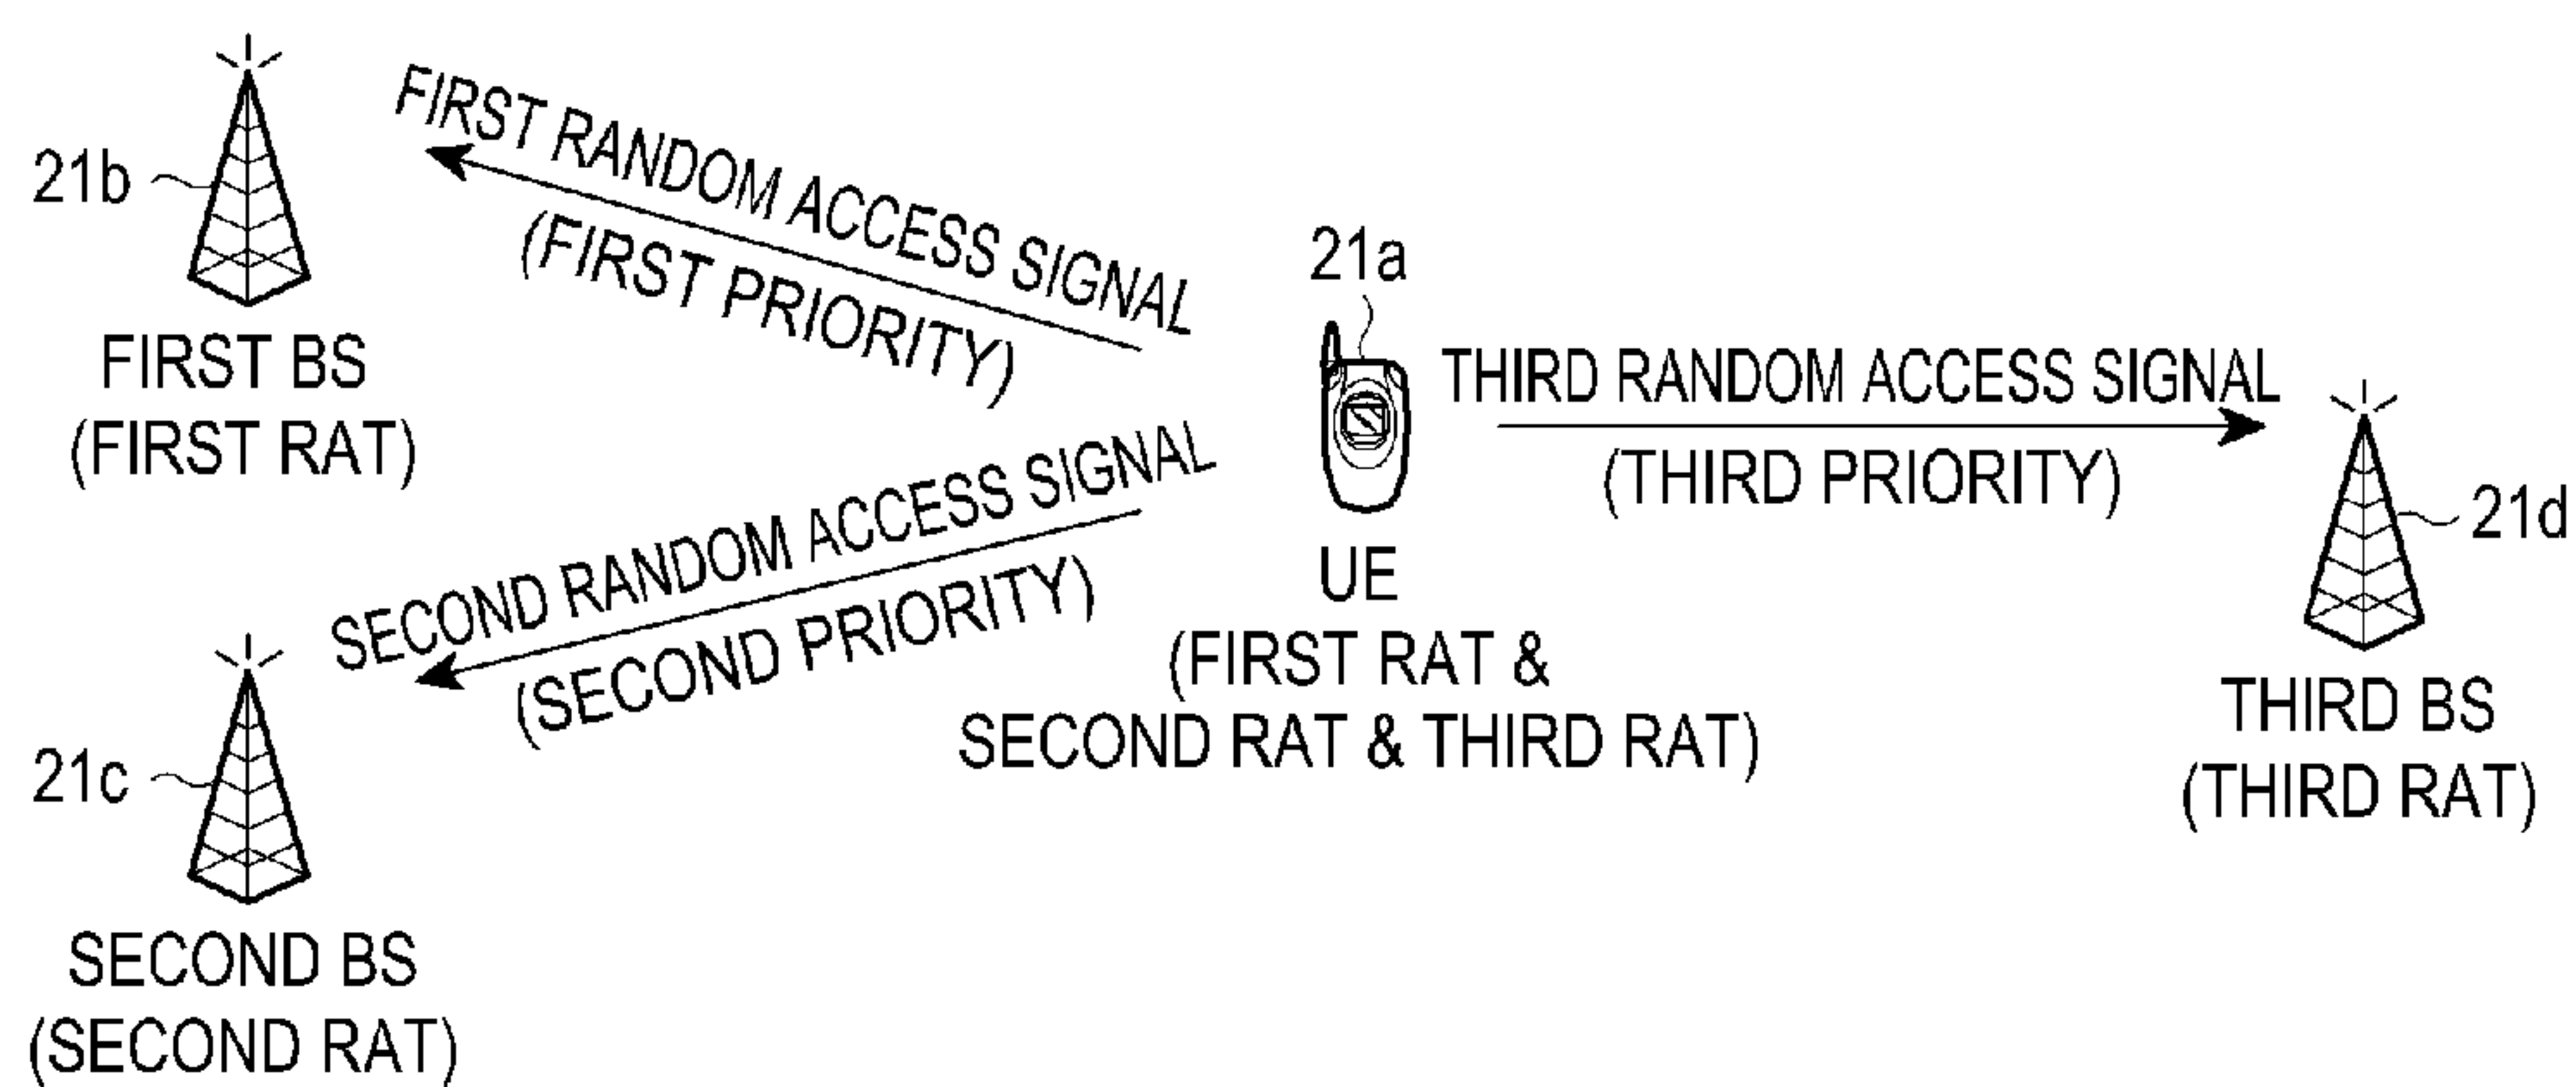 21b
FIRST BS
(FIRST RAT)
FIRST RANDOM ACCESS SIGNAL
(FIRST PRIORITY)
21a
UE
(FIRST RAT &
SECOND RAT & THIRD RAT)
THIRD RANDOM ACCESS SIGNAL
(THIRD PRIORITY)
21d
THIRD BS
(THIRD RAT)
SECOND RANDOM ACCESS SIGNAL
(SECOND PRIORITY)
21c
SECOND BS
(SECOND RAT)